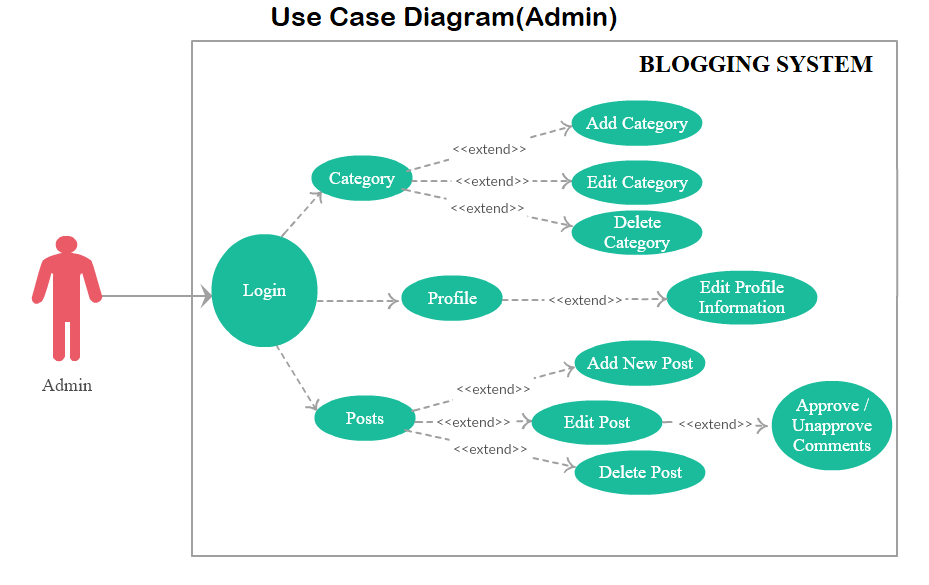 Use Case Diagram(Admin)
BLOGGING SYSTEM
Add Category
<<extend>>
Category
<<extend>>
Edit Category
<<extend>>
Delete
Category
Login
Profile
<<extend>>
Edit Profile
Information
Admin
Add New Post
<<extend>>
Posts
<<extend>>
Edit Post
<<extend>>
Approve /
Unapprove
Comments
<<extend>>
Delete Post